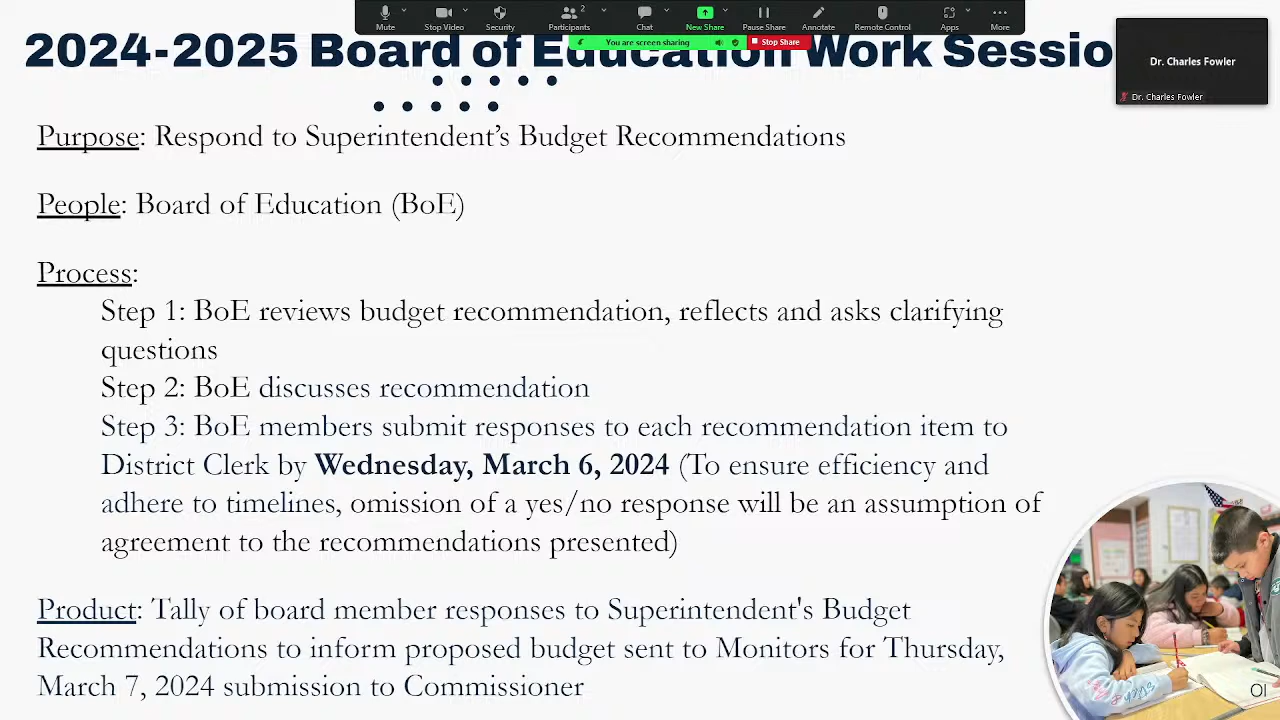 Mute
Stop Video
Security
Participants
2
Chat
New Share
Pause Share
Annotate
Remote Control
Apps
More
You are screen sharing
Stop Share
2024-2025 Board of Education Work Sessio
Dr. Charles Fowler
Dr. Charles Fowler
Purpose: Respond to Superintendent’s Budget Recommendations
People: Board of Education (BoE)
Process:
Step 1: BoE reviews budget recommendation, reflects and asks clarifying
questions
Step 2: BoE discusses recommendation
Step 3: BoE members submit responses to each recommendation item to
District Clerk by Wednesday, March 6, 2024 (To ensure efficiency and
adhere to timelines, omission of a yes/no response will be an assumption of
agreement to the recommendations presented)
Product: Tally of board member responses to Superintendent's Budget
Recommendations to inform proposed budget sent to Monitors for Thursday,
March 7, 2024 submission to Commissioner